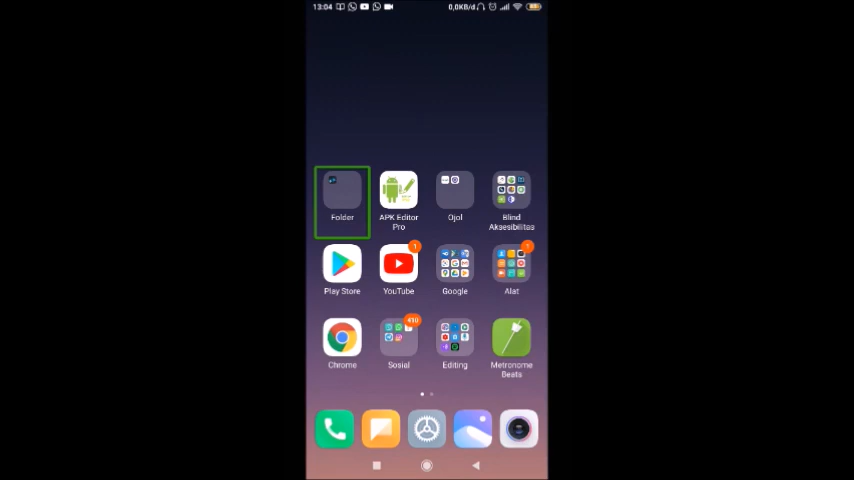 13:04
0,0KB/d
Folder
APK Editor
Pro
Ojol
Blind
Aksesibilitas
Play Store
1
YouTube
Google
1
Alat
Chrome
410
Sosial
Editing
Metronome
Beats